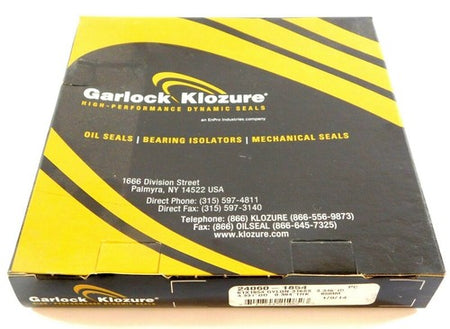 Garlock Klozure®
HIGH-PERFORMANCE DYNAMIC SEALS
an EnPro Industries company
OIL SEALS | BEARING ISOLATORS | MECHANICAL SEALS
1666 Division Street
Palmyra, NY 14522 USA
Direct Phone: (315) 597-4811
Direct Fax: (315) 597-3140
Telephone: (866) KLOZURE (866-556-9873)
Fax: (866) OILSEAL (866-645-7325)
www.klozure.com
Garlock Klozure
24060-1654